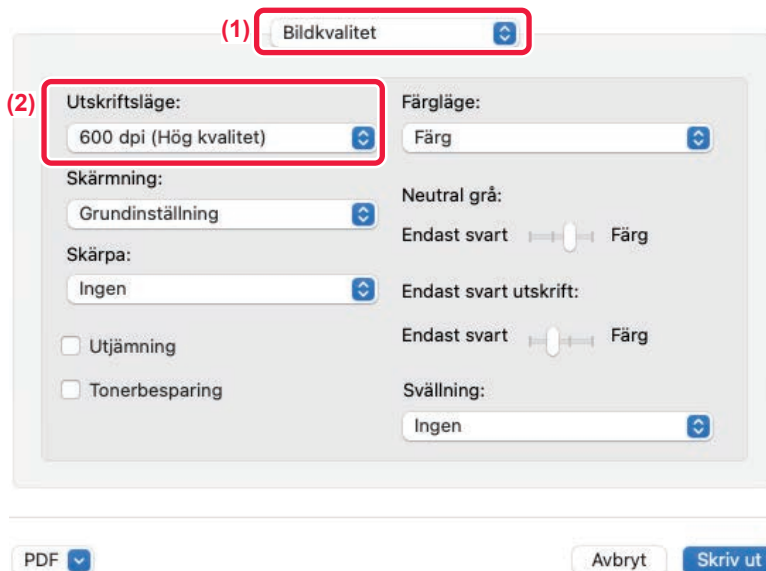 (1) Bildkvalitet
(2) Utskriftsläge:
600 dpi (Hög kvalitet)
Skärmning:
Grundinställning
Skärpa:
Ingen
Utjämning
Tonerbesparing
Färgläge:
Färg
Neutral grå:
Endast svart Färg
Endast svart utskrift:
Endast svart Färg
Svällning:
Ingen
PDF Avbryt Skriv ut